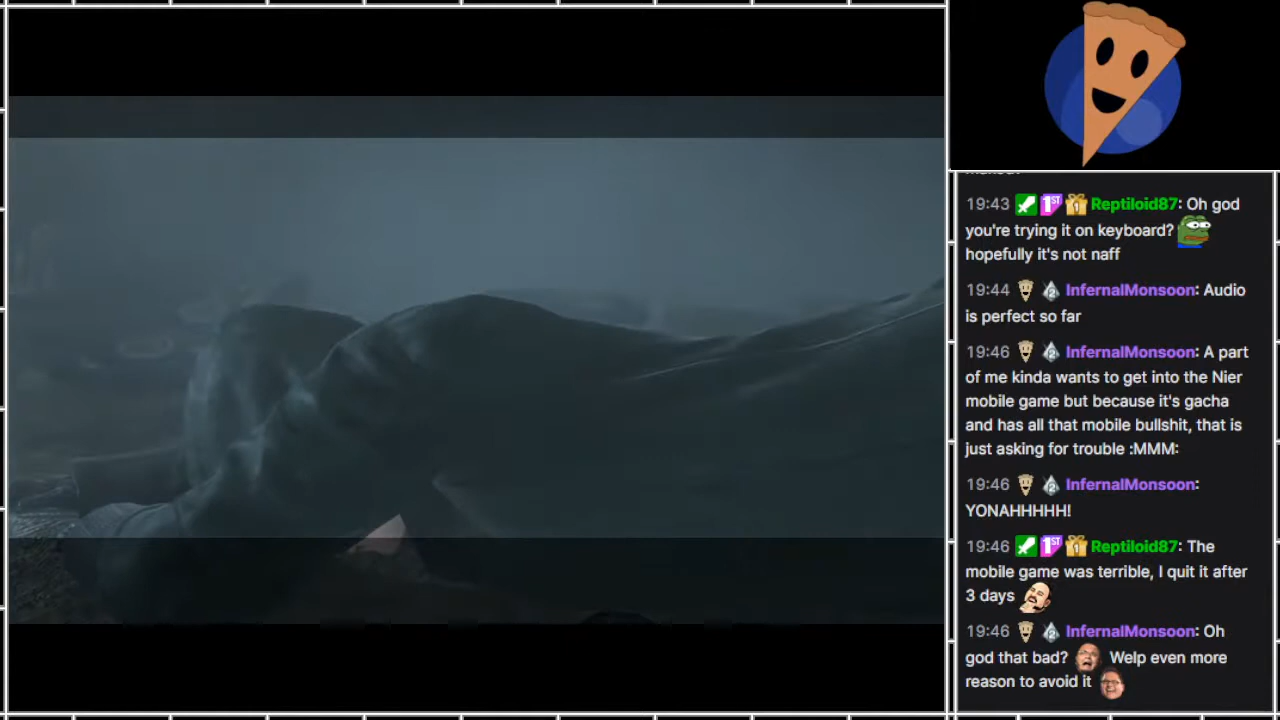 19:43 Reptiloid87: Oh god
you're trying it on keyboard?
hopefully it's not naff
19:44 InfernalMonsoon: Audio
is perfect so far
19:46 InfernalMonsoon: A part
of me kinda wants to get into the Nier
mobile game but because it's gacha
and has all that mobile bullshit, that is
just asking for trouble :MMM:
19:46 InfernalMonsoon:
YONAHHHHH!
19:46 Reptiloid87: The
mobile game was terrible, I quit it after
3 days
19:46 InfernalMonsoon: Oh
god that bad? Welp even more
reason to avoid it